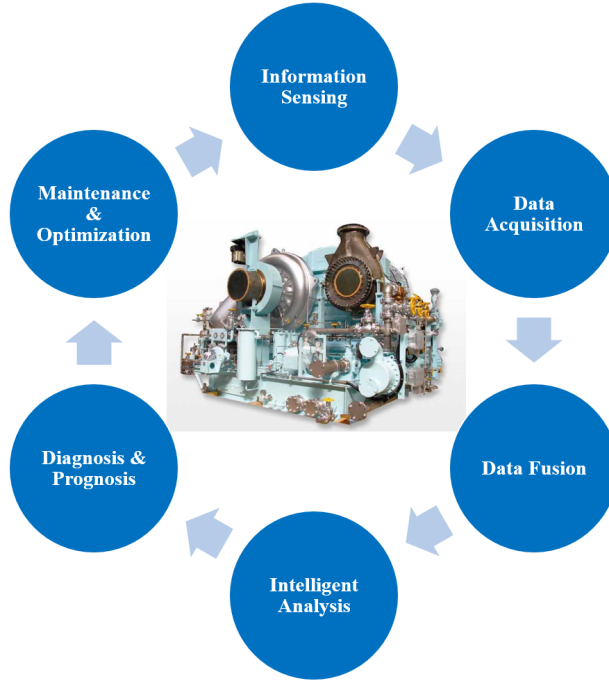 Information
Sensing
Data
Acquisition
Data Fusion
Intelligent
Analysis
Diagnosis &
Prognosis
Maintenance
&
Optimization